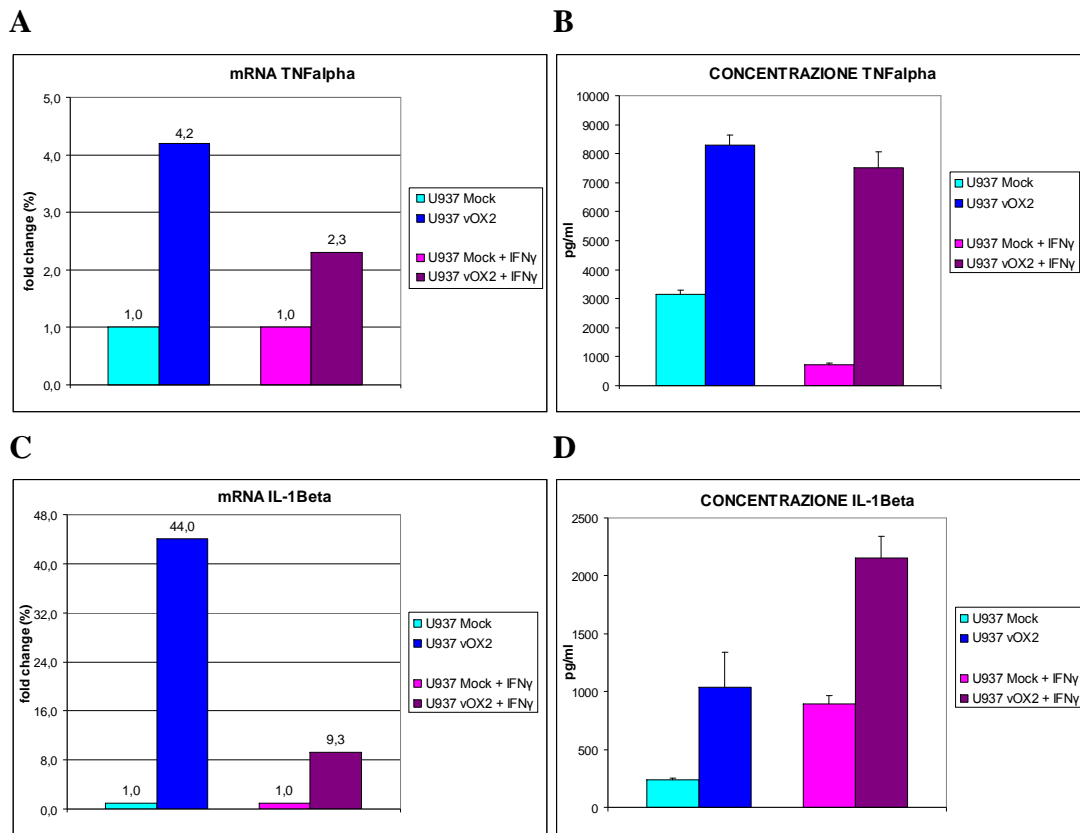 A
mRNA TNFalpha
5,0
4,0
3,0
2,0
1,0
0,0
fold change (%)
1,0
4,2
1,0
2,3
U937 Mock
U937 vOX2
U937 Mock + IFNγ
U937 vOX2 + IFNγ
B
CONCENTRAZIONE TNFalpha
10000
9000
8000
7000
6000
5000
4000
3000
2000
1000
0
pg/ml
U937 Mock
U937 vOX2
U937 Mock + IFNγ
U937 vOX2 + IFNγ
C
mRNA IL-1Beta
48,0
40,0
32,0
24,0
16,0
8,0
0,0
fold change (%)
1,0
44,0
1,0
9,3
U937 Mock
U937 vOX2
U937 Mock + IFNγ
U937 vOX2 + IFNγ
D
CONCENTRAZIONE IL-1Beta
2500
2000
1500
1000
500
0
pg/ml
U937 Mock
U937 vOX2
U937 Mock + IFNγ
U937 vOX2 + IFNγ